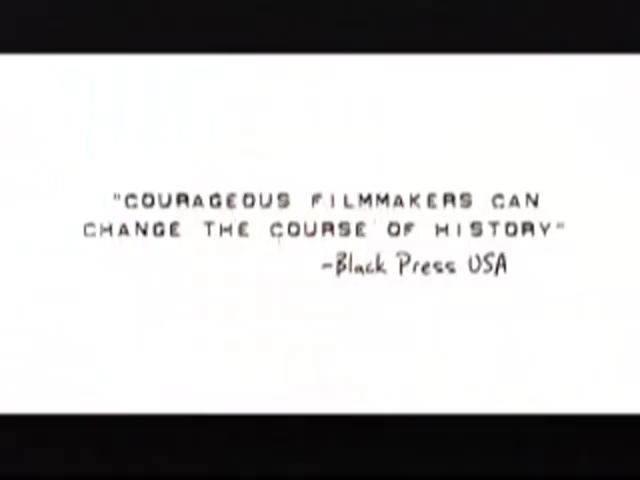 "COURAGEOUS FILMMAKERS CAN
CHANGE THE COURSE OF HISTORY"
-Black Press USA